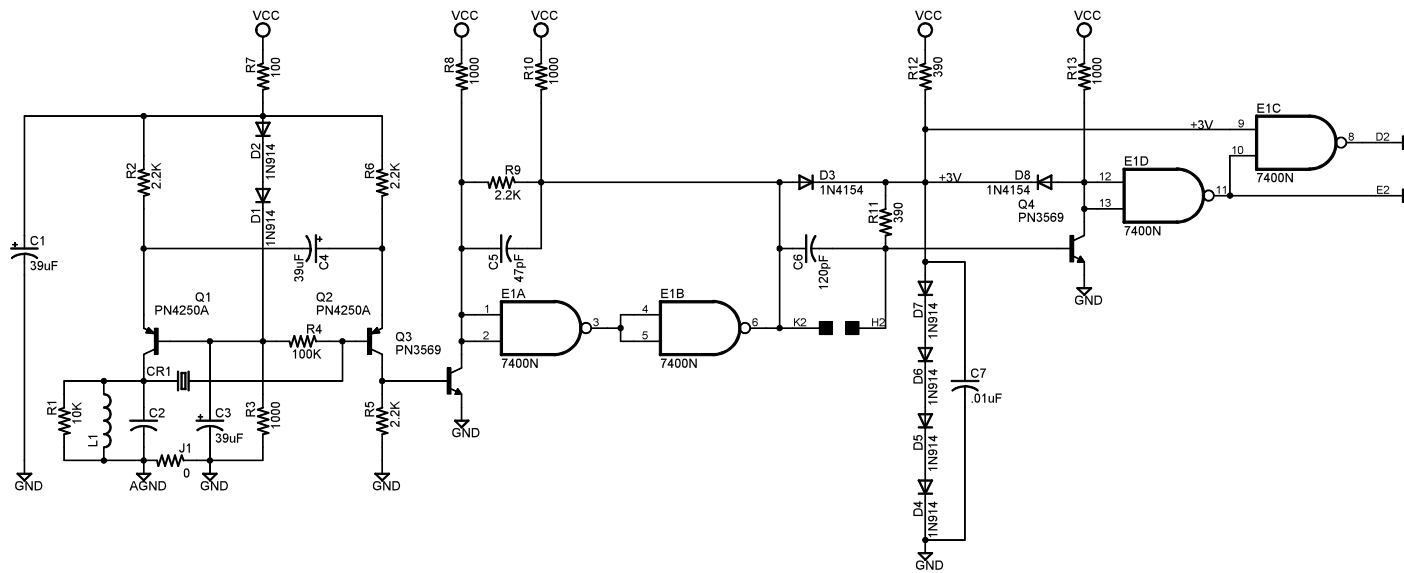 VCC
VCC
VCC
VCC
VCC
R7
100
R8
1000
R10
1000
R12
390
R13
1000
E1C
+3V
9
10
8
D2
7400N
R2
2.2K
D2
1N914
R6
2.2K
R9
2.2K
D3
1N4154
+3V
D8
1N4154
E1D
12
13
11
E2
7400N
D1
1N914
R11
390
Q4
PN3569
C1
39uF
39uF
C4
C5
47pF
C6
120pF
GND
Q1
PN4250A
Q2
PN4250A
E1A
1
2
3
7400N
E1B
4
5
6
7400N
K2
H2
D7
1N914
R4
100K
Q3
PN3569
CR1
D6
1N914
C7
.01uF
R1
10K
L1
C2
C3
39uF
R3
1000
R5
2.2K
GND
D5
1N914
J1
0
GND
AGND
GND
GND
D4
1N914
GND